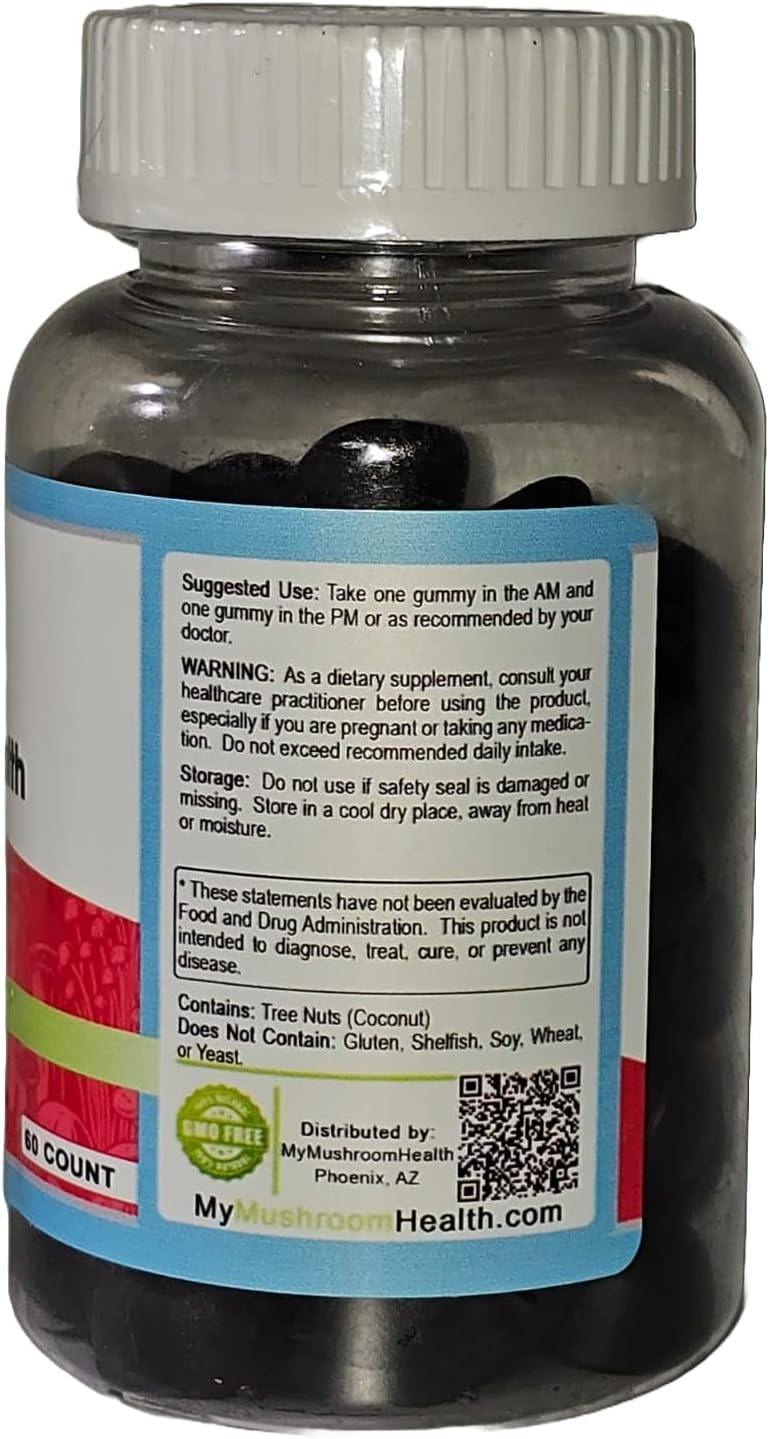 Suggested Use: Take one gummy in the AM and
one gummy in the PM or as recommended by your
doctor.
WARNING: As a dietary supplement, consult your
healthcare practitioner before using the product,
especially if you are pregnant or taking any medica-
tion. Do not exceed recommended daily intake.
Storage: Do not use if safety seal is damaged or
missing. Store in a cool dry place, away from heat
or moisture.
* These statements have not been evaluated by the
Food and Drug Administration. This product is not
intended to diagnose, treat, cure, or prevent any
disease.
Contains: Tree Nuts (Coconut)
Does Not Contain: Gluten, Shelfish, Soy, Wheat,
or Yeast.
GMO FREE
Distributed by:
MyMushroomHealth
Phoenix, AZ
MyMushroomHealth.com
60 COUNT